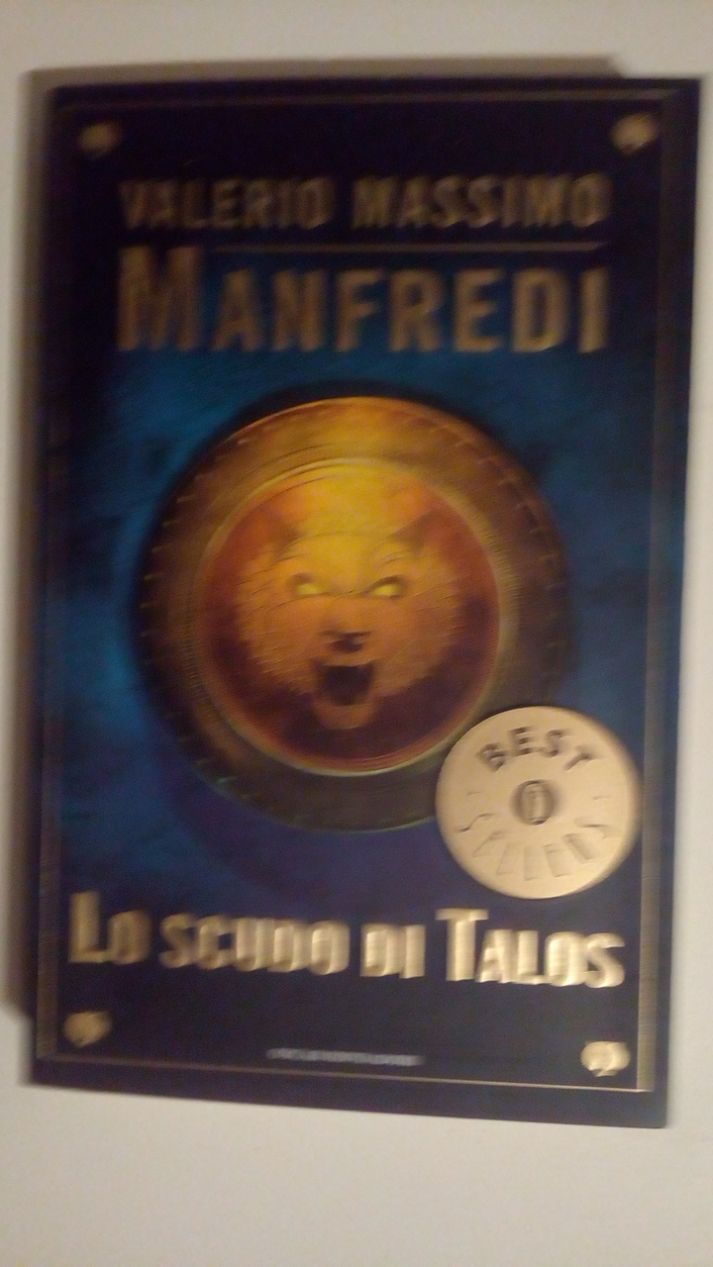 VALERIO MASSIMO
MANFREDI
BEST
SELLERS
LO SCUDO DI TALOS